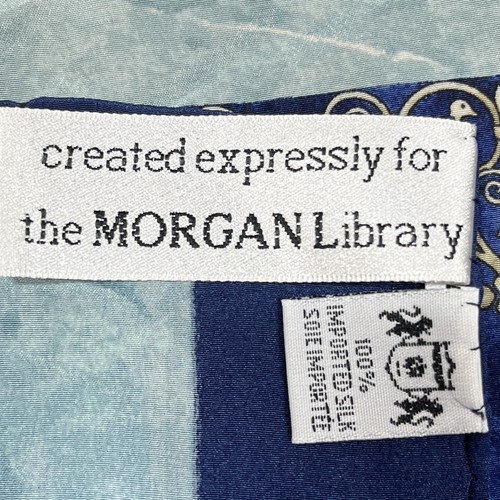 created expressly for
the MORGAN Library
100%
IMPORTED SILK
SOIE IMPORTÉE